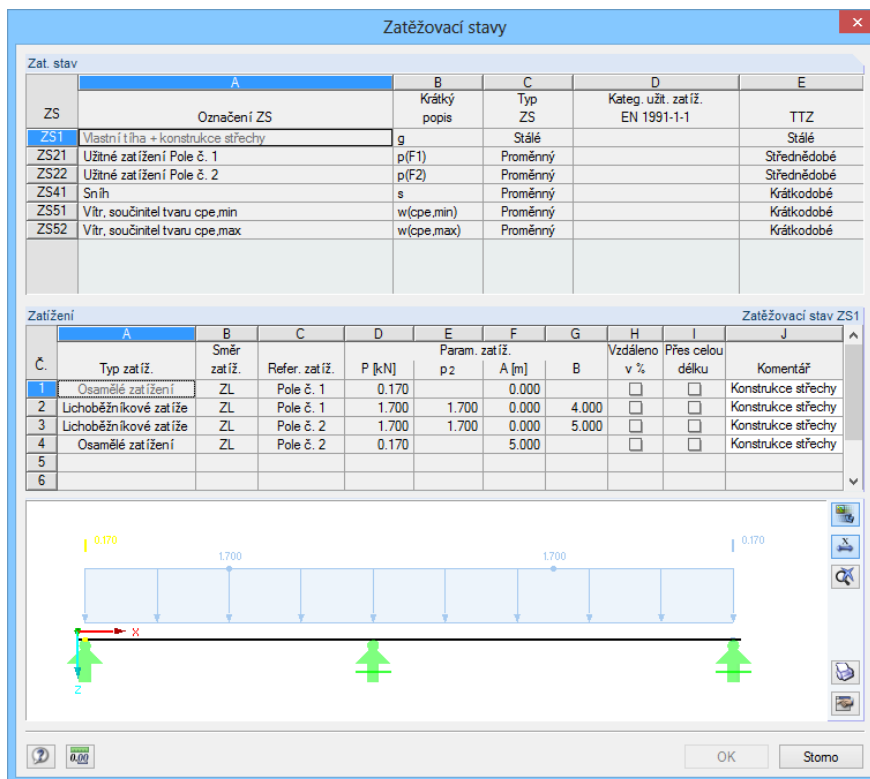 Zatěžovací stavy
Zat. stav
A B C D E
ZS Označení ZS Krátký popis Typ ZS Kateg. užit. zatíž. EN 1991-1-1 TTZ
ZS1 Vlastní tíha + konstrukce střechy g Stálé Stálé
ZS21 Užitné zatížení Pole č. 1 p(F1) Proměnný Střednědobé
ZS22 Užitné zatížení Pole č. 2 p(F2) Proměnný Střednědobé
ZS41 Sníh s Proměnný Krátkodobé
ZS51 Vítr, součinitel tvaru cpe,min w(cpe,min) Proměnný Krátkodobé
ZS52 Vítr, součinitel tvaru cpe,max w(cpe,max) Proměnný Krátkodobé
Zatížení Zatěžovací stav ZS1
A B C D E F G H I J
Směr Param. zatíž. Vzdáleno Přes celou
Č. Typ zatíž. zatíž. Refer. zatíž. P [kN] p2 A [m] B v % délku Komentář
1 Osamělé zatížení ZL Pole č. 1 0.170 0.000 Konstrukce střechy
2 Lichoběžníkové zatíže ZL Pole č. 1 1.700 1.700 0.000 4.000 Konstrukce střechy
3 Lichoběžníkové zatíže ZL Pole č. 2 1.700 1.700 0.000 5.000 Konstrukce střechy
4 Osamělé zatížení ZL Pole č. 2 0.170 5.000 Konstrukce střechy
5
6
0.170 0.170
1.700 1.700
X
Z
x
0.00
OK Storno